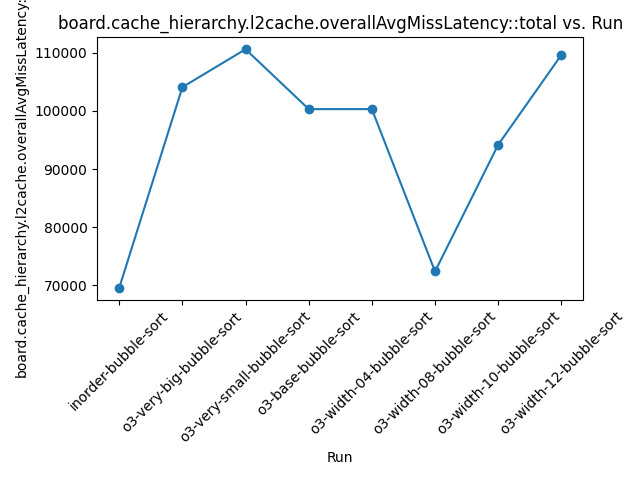 board.cache_hierarchy.l2cache.overallAvgMissLatency::total vs. Run
board.cache_hierarchy.l2cache.overallAvgMissLatency:
110000
100000
90000
80000
70000
inorder-bubble-sort
o3-very-big-bubble-sort
o3-very-small-bubble-sort
o3-base-bubble-sort
o3-width-04-bubble-sort
o3-width-08-bubble-sort
o3-width-10-bubble-sort
o3-width-12-bubble-sort
Run